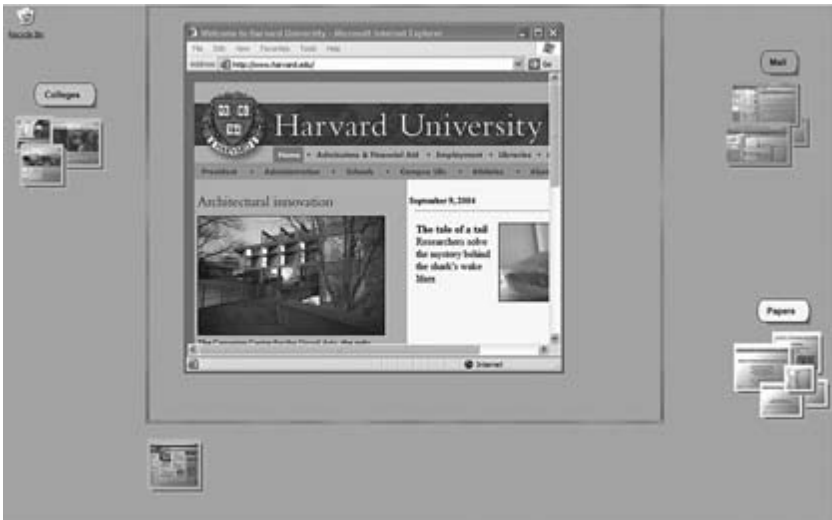 Recycle Bin
Colleges
Mail
Papers
Welcome to Harvard University - Microsoft Internet Explorer
File Edit View Favorites Tools Help
Address http://www.harvard.edu/ Go
Harvard University
Home • Admissions & Financial Aid • Employment • Libraries •
President • Administration • Schools • Campus Life • Athletics • Alum
Architectural innovation
September 9, 2004
The tale of a tail
Researchers solve
the mystery behind
the shark's wake
More
Internet